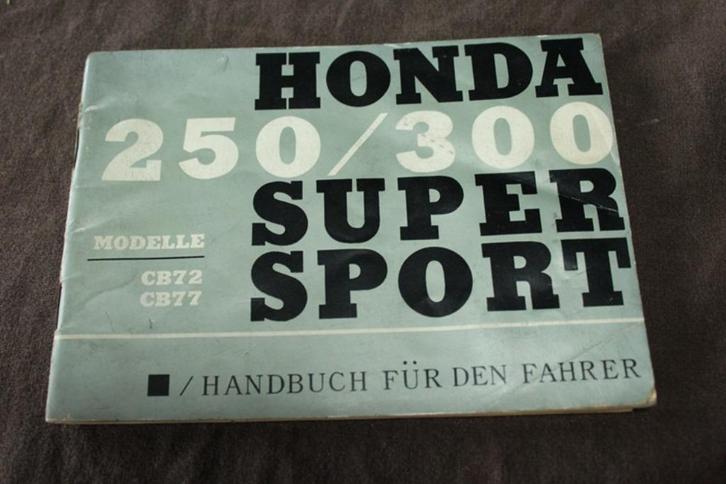 HONDA
250/300
SUPER
SPORT
MODELLE
CB72
CB77
■/HANDBUCH FÜR DEN FAHRER